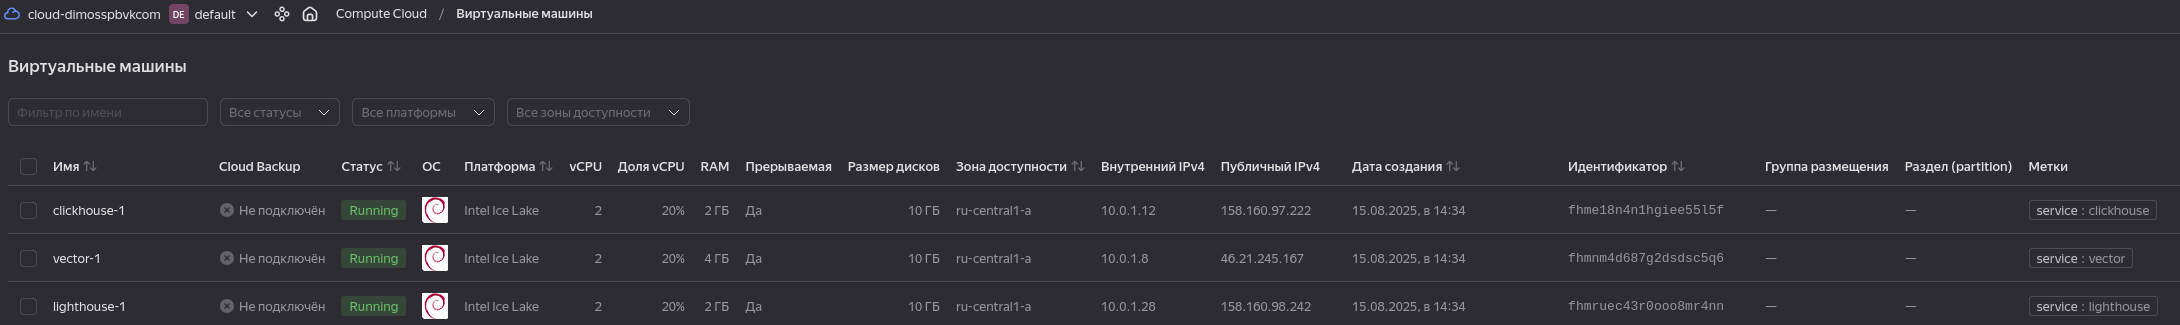 cloud-dimosspbvkcom DE default Compute Cloud / Виртуальные машины
Виртуальные машины
Фильтр по имени Все статусы Все платформы Все зоны доступности
Имя Cloud Backup Статус ОС Платформа vCPU Доля vCPU RAM Прерываемая Размер дисков Зона доступности Внутренний IPv4 Публичный IPv4 Дата создания Идентификатор Группа размещения Раздел (partition) Метки
clickhouse-1 Не подключён Running Intel Ice Lake 2 20% 2 ГБ Да 10 ГБ ru-central1-a 10.0.1.12 158.160.97.222 15.08.2025, в 14:34 fhme18n4n1hgiee55l5f — — service : clickhouse
vector-1 Не подключён Running Intel Ice Lake 2 20% 4 ГБ Да 10 ГБ ru-central1-a 10.0.1.8 46.21.245.167 15.08.2025, в 14:34 fhmnm4d687g2dsdsc5q6 — — service : vector
lighthouse-1 Не подключён Running Intel Ice Lake 2 20% 2 ГБ Да 10 ГБ ru-central1-a 10.0.1.28 158.160.98.242 15.08.2025, в 14:34 fhmruec43r0ooo8mr4nn — — service : lighthouse